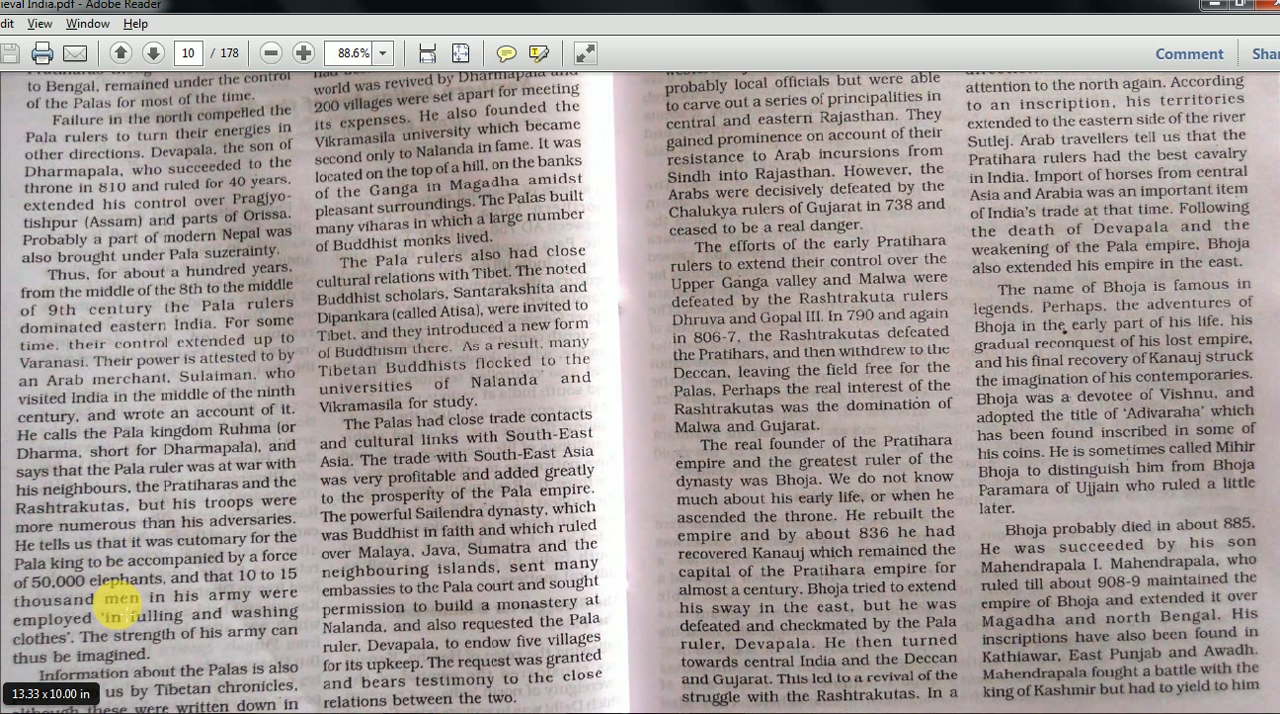 ieval India.pdf - Adobe Reader
dit View Window Help
10 / 178 88.6% Comment Shar
to Bengal, remained under the control
of the Palas for most of the time.
Failure in the north compelled the
Pala rulers to turn their energies in
other directions. Devapala, the son of
Dharmapala, who succeeded to the
throne in 810 and ruled for 40 years,
extended his control over Pragjyo-
tishpur (Assam) and parts of Orissa.
Probably a part of modern Nepal was
also brought under Pala suzerainty.
Thus, for about a hundred years,
from the middle of the 8th to the middle
of 9th century the Pala rulers
dominated eastern India. For some
time, their control extended up to
Varanasi. Their power is attested to by
an Arab merchant, Sulaiman, who
visited India in the middle of the ninth
century, and wrote an account of it.
He calls the Pala kingdom Ruhma (or
Dharma, short for Dharmapala), and
says that the Pala ruler was at war with
his neighbours, the Pratiharas and the
Rashtrakutas, but his troops were
more numerous than his adversaries.
He tells us that it was cutomary for the
Pala king to be accompanied by a force
of 50,000 elephants, and that 10 to 15
thousand men in his army were
employed 'in fulling and washing
clothes'. The strength of his army can
thus be imagined.
Information about the Palas is also
us by Tibetan chronicles,
although these were written down in
13.33 x 10.00 in
had been revived by Dharmapala and
world was revived by Dharmapala and
200 villages were set apart for meeting
its expenses. He also founded the
Vikramasila university which became
second only to Nalanda in fame. It was
located on the top of a hill, on the banks
of the Ganga in Magadha amidst
pleasant surroundings. The Palas built
many viharas in which a large number
of Buddhist monks lived.
The Pala rulers also had close
cultural relations with Tibet. The noted
Buddhist scholars, Santarakshita and
Dipankara (called Atisa), were invited to
Tibet, and they introduced a new form
of Buddhism there. As a result, many
Tibetan Buddhists flocked to the
universities of Nalanda and
Vikramasila for study.
The Palas had close trade contacts
and cultural links with South-East
Asia. The trade with South-East Asia
was very profitable and added greatly
to the prosperity of the Pala empire.
The powerful Sailendra dynasty, which
was Buddhist in faith and which ruled
over Malaya, Java, Sumatra and the
neighbouring islands, sent many
embassies to the Pala court and sought
permission to build a monastery at
Nalanda, and also requested the Pala
ruler, Devapala, to endow five villages
for its upkeep. The request was granted
and bears testimony to the close
relations between the two.
probably local officials but were able
to carve out a series of principalities in
central and eastern Rajasthan. They
gained prominence on account of their
resistance to Arab incursions from
Sindh into Rajasthan. However, the
Arabs were decisively defeated by the
Chalukya rulers of Gujarat in 738 and
ceased to be a real danger.
The efforts of the early Pratihara
rulers to extend their control over the
Upper Ganga valley and Malwa were
defeated by the Rashtrakuta rulers
Dhruva and Gopal III. In 790 and again
in 806-7, the Rashtrakutas defeated
the Pratihars, and then withdrew to the
Deccan, leaving the field free for the
Palas. Perhaps the real interest of the
Rashtrakutas was the domination of
Malwa and Gujarat.
The real founder of the Pratihara
empire and the greatest ruler of the
dynasty was Bhoja. We do not know
much about his early life, or when he
ascended the throne. He rebuilt the
empire and by about 836 he had
recovered Kanauj which remained the
capital of the Pratihara empire for
almost a century. Bhoja tried to extend
his sway in the east, but he was
defeated and checkmated by the Pala
ruler, Devapala. He then turned
towards central India and the Deccan
and Gujarat. This led to a revival of the
struggle with the Rashtrakutas. In a
attention to the north again. According
to an inscription, his territories
extended to the eastern side of the river
Sutlej. Arab travellers tell us that the
Pratihara rulers had the best cavalry
in India. Import of horses from central
Asia and Arabia was an important item
of India's trade at that time. Following
the death of Devapala and the
weakening of the Pala empire, Bhoja
also extended his empire in the east.
The name of Bhoja is famous in
legends. Perhaps, the adventures of
Bhoja in the early part of his life, his
gradual reconquest of his lost empire,
and his final recovery of Kanauj struck
the imagination of his contemporaries.
Bhoja was a devotee of Vishnu, and
adopted the title of 'Adivaraha' which
has been found inscribed in some of
his coins. He is sometimes called Mihir
Bhoja to distinguish him from Bhoja
Paramara of Ujjain who ruled a little
later.
Bhoja probably died in about 885.
He was succeeded by his son
Mahendrapala I. Mahendrapala, who
ruled till about 908-9 maintained the
empire of Bhoja and extended it over
Magadha and north Bengal. His
inscriptions have also been found in
Kathiawar, East Punjab and Awadh.
Mahendrapala fought a battle with the
king of Kashmir but had to yield to him